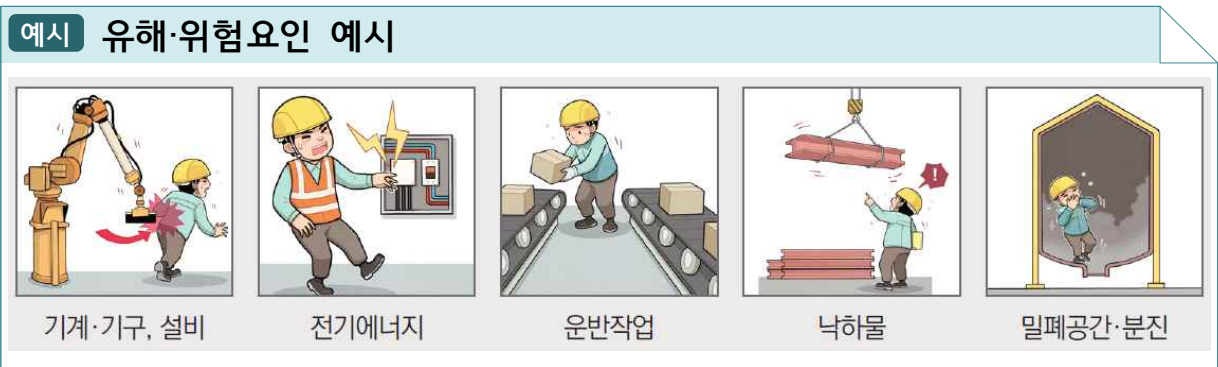 예시 유해·위험요인 예시
!
기계·기구, 설비
전기에너지
운반작업
낙하물
밀폐공간·분진